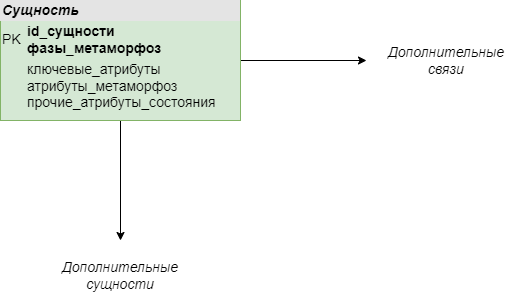 Сущность
PK
id_сущности
фазы_метаморфоз
ключевые_атрибуты
атрибуты_метаморфоз
прочие_атрибуты_состояния
Дополнительные
связи
Дополнительные
сущности